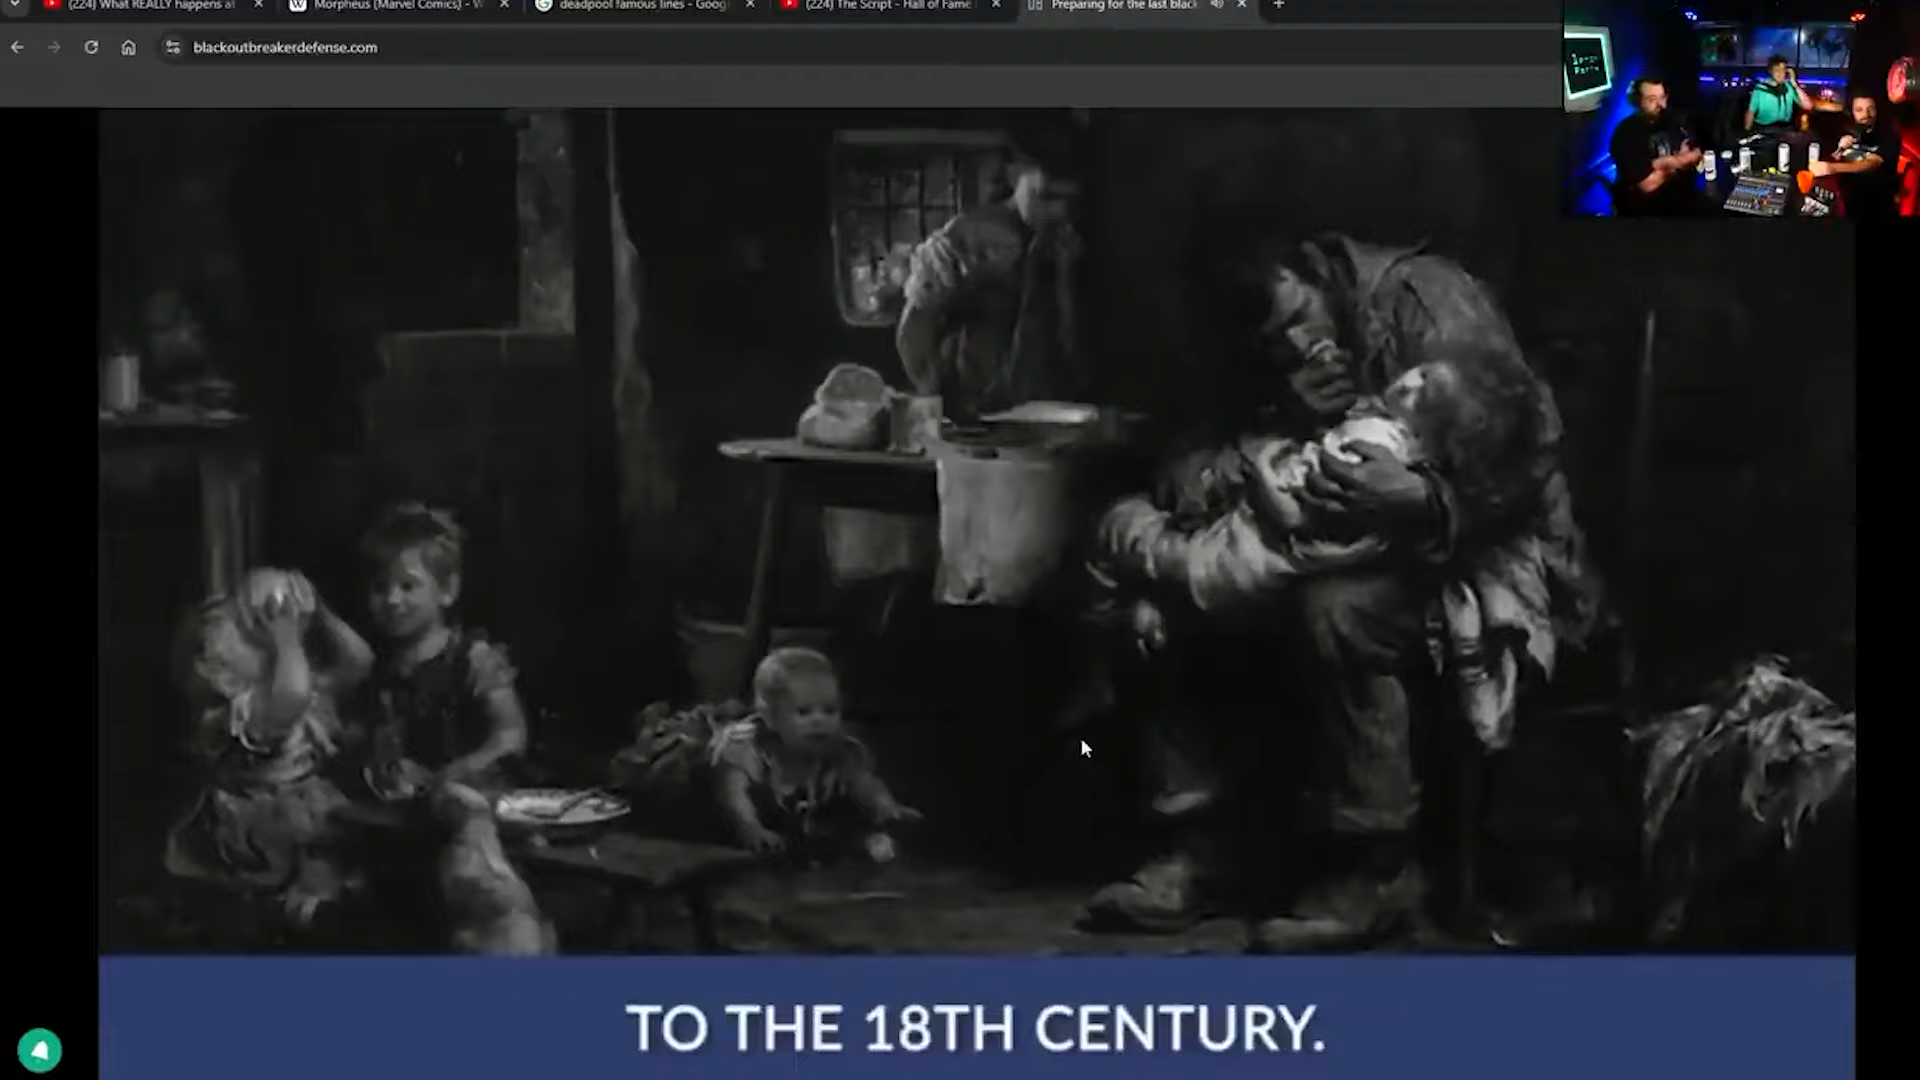 (224) What REALLY happens at
Morpheus (Marvel Comics) - W
deadpool famous lines - Goog
(224) The Script - Hall of Fame
Preparing for the last black
blackoutbreakerdefense.com
TO THE 18TH CENTURY.